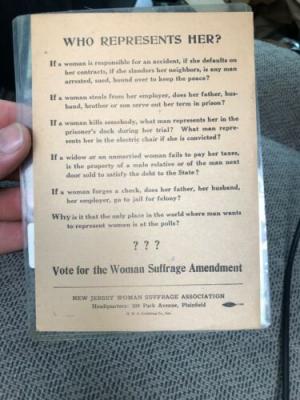 WHO REPRESENTS HER?
If a woman is responsible for an accident, if she defaults on
her contracts, if she slanders her neighbors, is any man
arrested, sued, bound over to keep the peace?
If a woman steals from her employer, does her father, hus-
band, brother or son serve out her term in prison?
If a woman kills somebody, what man represents her in the
prisoner's dock during her trial? What man repre-
sents her in the electric chair if she is convicted?
If a widow or an unmarried woman fails to pay her taxes,
is the property of a male relative or of the man next
door sold to satisfy the debt to the State?
If a woman forges a check, does her father, her husband,
her employer, go to jail for felony?
Why is it that the only place in the world where man wants
to represent woman is at the polls?
? ? ?
Vote for the Woman Suffrage Amendment
NEW JERSEY WOMAN SUFFRAGE ASSOCIATION
Headquarters: Park Avenue, Plainfield